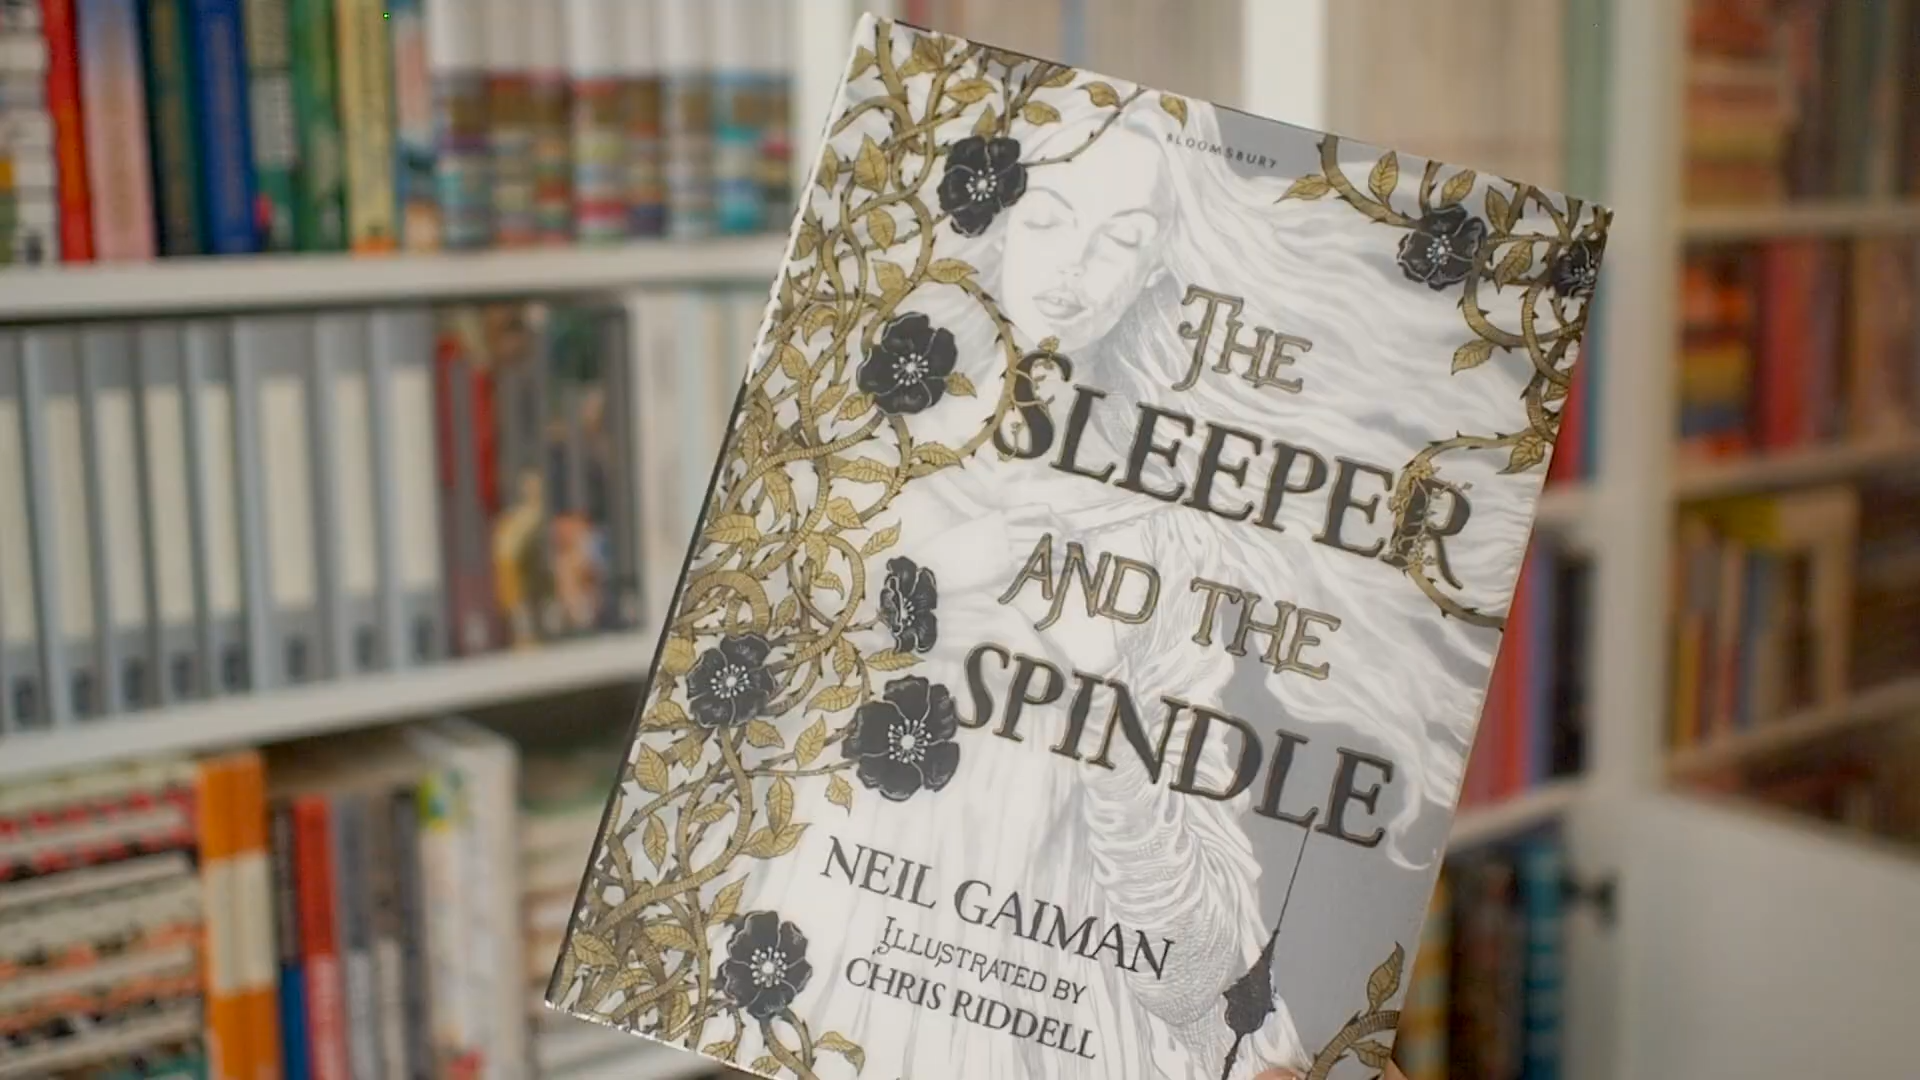 BLOOMSBURY
THE
SLEEPER
AND THE
SPINDLE
NEIL GAIMAN
ILLUSTRATED BY
CHRIS RIDDELL